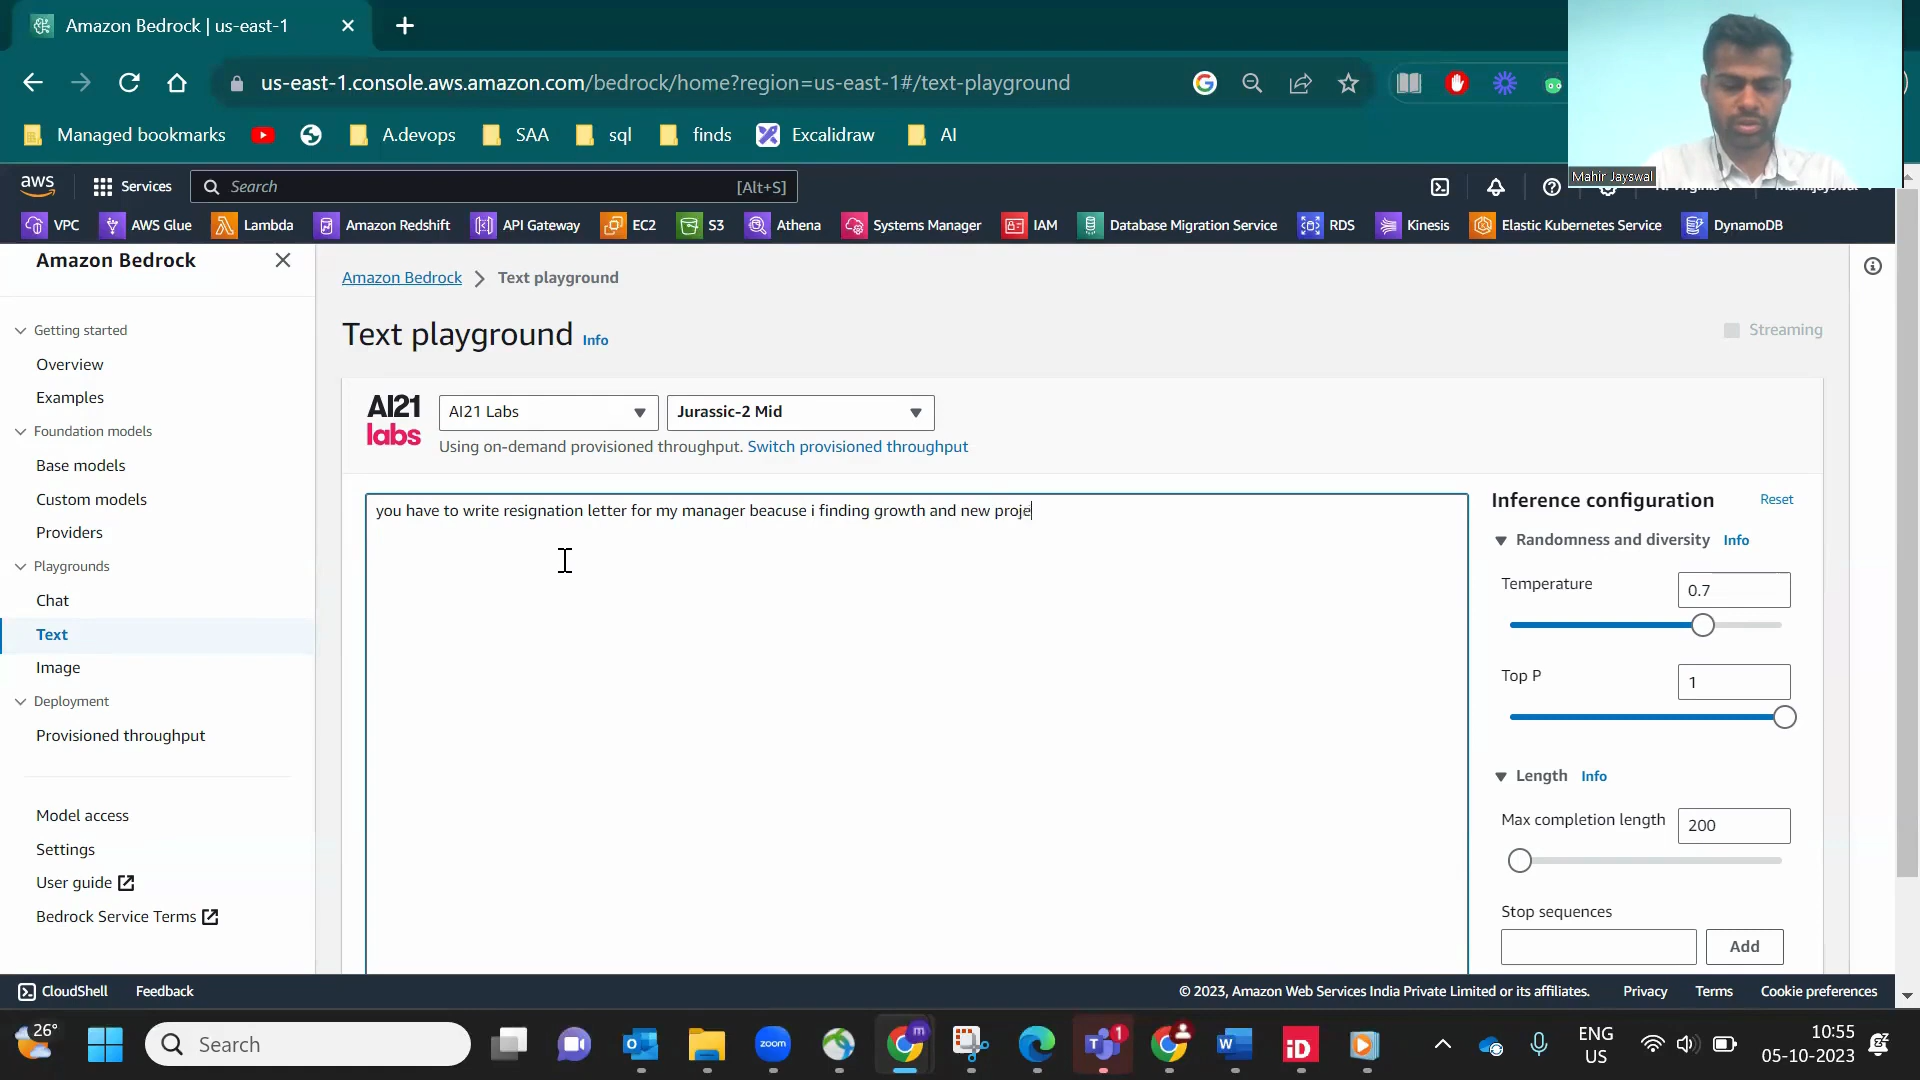 Amazon Bedrock | us-east-1
us-east-1.console.aws.amazon.com/bedrock/home?region=us-east-1#/text-playground
Managed bookmarks
A.devops
SAA
sql
finds
Excalidraw
AI
Mahir Jayswal
aws
Services
Search
[Alt+S]
VPC
AWS Glue
Lambda
Amazon Redshift
API Gateway
EC2
S3
Athena
Systems Manager
IAM
Database Migration Service
RDS
Kinesis
Elastic Kubernetes Service
DynamoDB
Amazon Bedrock
Getting started
Overview
Examples
Foundation models
Base models
Custom models
Providers
Playgrounds
Chat
Text
Image
Deployment
Provisioned throughput
Model access
Settings
User guide
Bedrock Service Terms
Amazon Bedrock
Text playground
Text playground
Info
Streaming
AI21
labs
AI21 Labs
Jurassic-2 Mid
Using on-demand provisioned throughput. Switch provisioned throughput
you have to write resignation letter for my manager beacuse i finding growth and new proje
Inference configuration
Reset
Randomness and diversity
Info
Temperature
0.7
Top P
1
Length
Info
Max completion length
200
Stop sequences
Add
CloudShell
Feedback
© 2023, Amazon Web Services India Private Limited or its affiliates.
Privacy
Terms
Cookie preferences
26°
Search
zoom
m
1
W
iD
ENG
US
10:55
05-10-2023